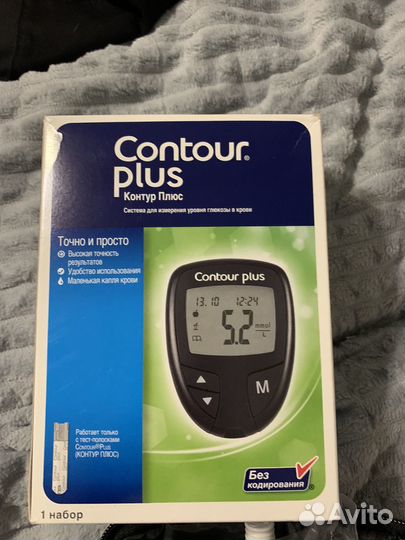 Contour®
plus
Контур Плюс
Система для измерения уровня глюкозы в крови
Точно и просто
Высокая точность
результатов
Удобство использования
Маленькая капля крови
Contour plus
13.10 12:24
5.2 mmol
L
M
Работает только
с тест-полосками
CONTOUR®PLUS
(КОНТУР ПЛЮС)
Без
кодирования ®
1 набор
Avito